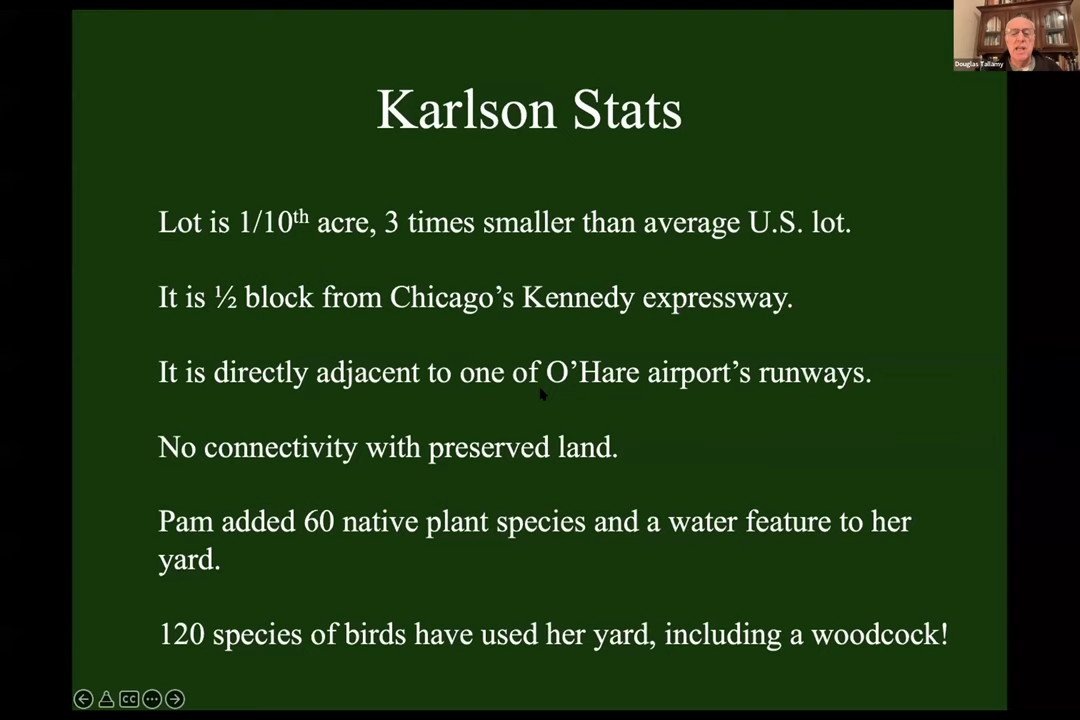 Douglas Tallamy
Karlson Stats
Lot is 1/10th acre, 3 times smaller than average U.S. lot.
It is ½ block from Chicago’s Kennedy expressway.
It is directly adjacent to one of O’Hare airport’s runways.
No connectivity with preserved land.
Pam added 60 native plant species and a water feature to her
yard.
120 species of birds have used her yard, including a woodcock!
CC